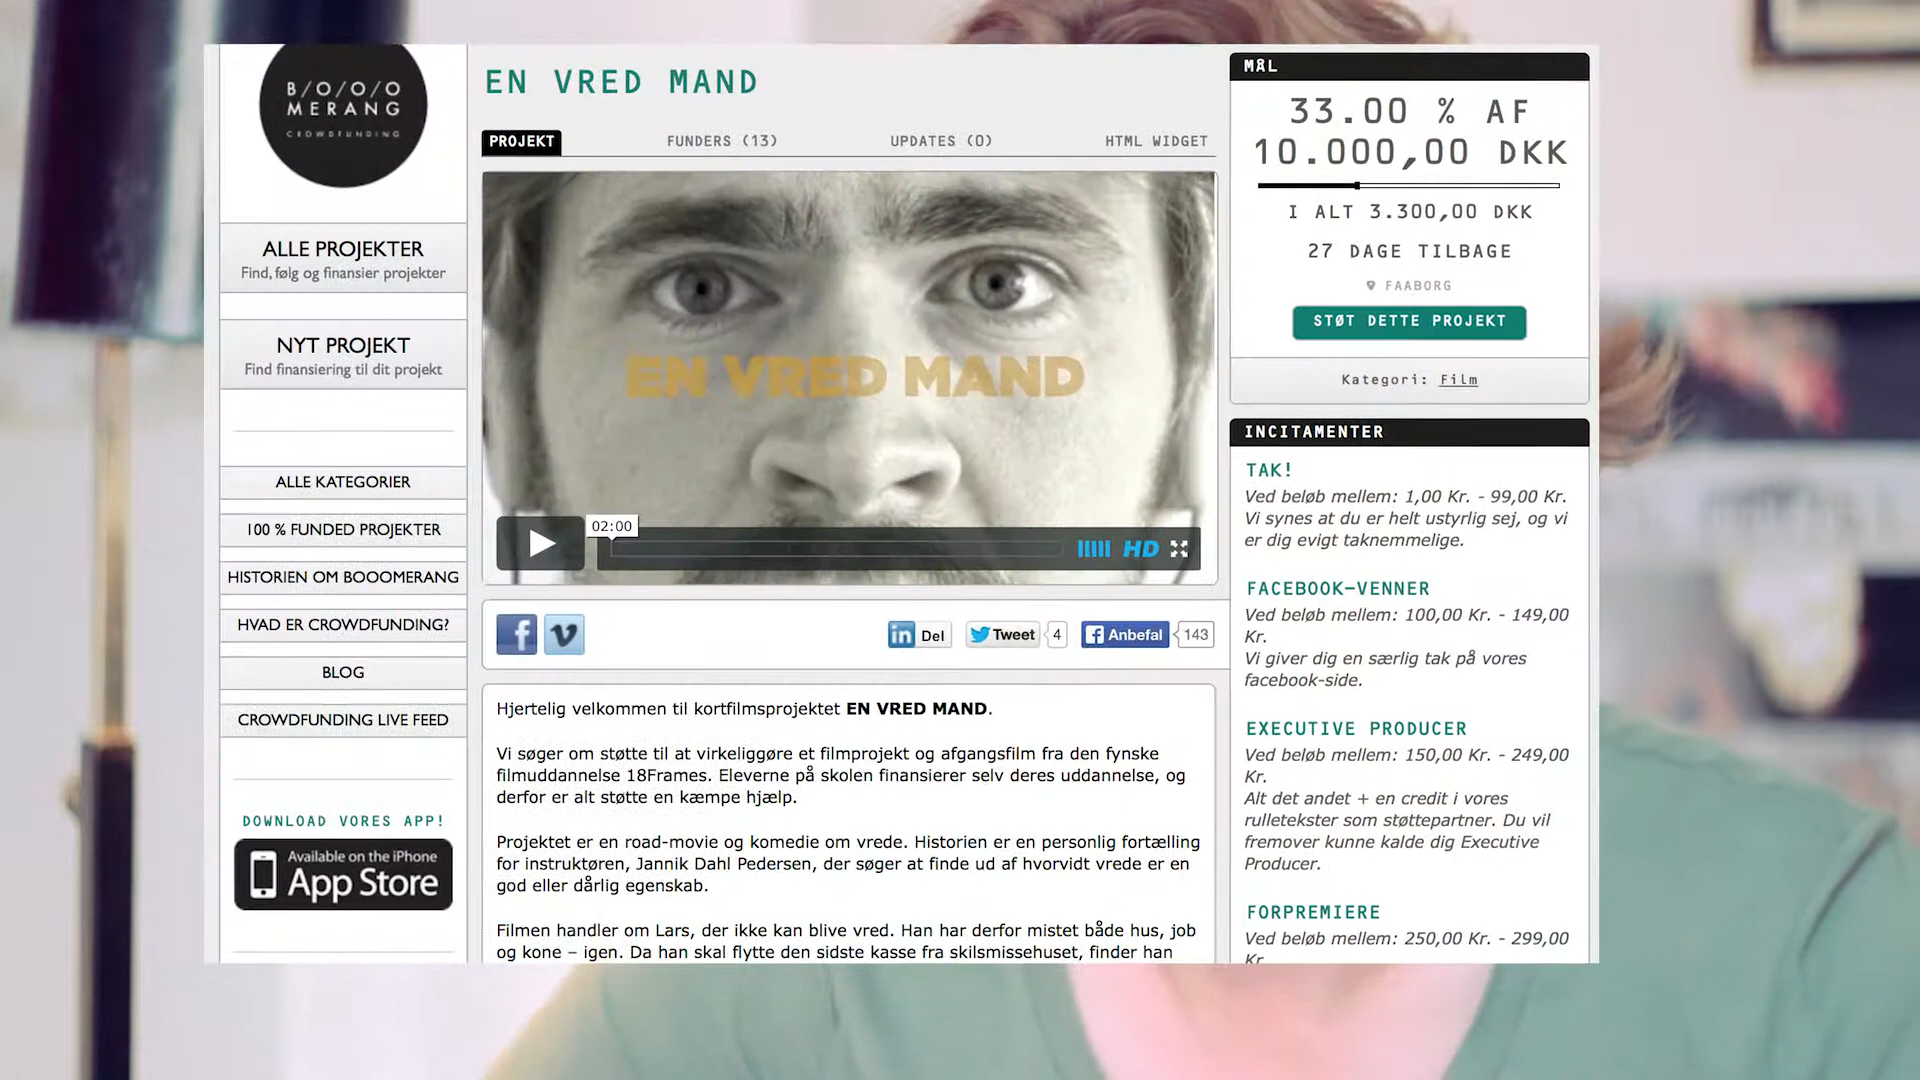 B/O/O/O
MERANG
CROWDFUNDING
ALLE PROJEKTER
Find, følg og finansier projekter
NYT PROJEKT
Find finansiering til dit projekt
ALLE KATEGORIER
100 % FUNDED PROJEKTER
HISTORIEN OM BOOOMERANG
HVAD ER CROWDFUNDING?
BLOG
CROWDFUNDING LIVE FEED
DOWNLOAD VORES APP!
Available on the iPhone
App Store
EN VRED MAND
PROJEKT FUNDERS (13) UPDATES (0) HTML WIDGET
EN VRED MAND
02:00
HD
Del Tweet 4 Anbefal 143
Hjertelig velkommen til kortfilmsprojektet EN VRED MAND.
Vi søger om støtte til at virkeliggøre et filmprojekt og afgangsfilm fra den fynske
filmuddannelse 18Frames. Eleverne på skolen finansierer selv deres uddannelse, og
derfor er alt støtte en kæmpe hjælp.
Projektet er en road-movie og komedie om vrede. Historien er en personlig fortælling
for instruktøren, Jannik Dahl Pedersen, der søger at finde ud af hvorvidt vrede er en
god eller dårlig egenskab.
Filmen handler om Lars, der ikke kan blive vred. Han har derfor mistet både hus, job
og kone – igen. Da han skal flytte den sidste kasse fra skilsmissehuset, finder han
MÅL
33.00 % AF
10.000,00 DKK
I ALT 3.300,00 DKK
27 DAGE TILBAGE
FAABORG
STØT DETTE PROJEKT
Kategori: Film
INCITAMENTER
TAK!
Ved beløb mellem: 1,00 Kr. - 99,00 Kr.
Vi synes at du er helt ustyrlig sej, og vi
er dig evigt taknemmelige.
FACEBOOK-VENNER
Ved beløb mellem: 100,00 Kr. - 149,00
Kr.
Vi giver dig en særlig tak på vores
facebook-side.
EXECUTIVE PRODUCER
Ved beløb mellem: 150,00 Kr. - 249,00
Kr.
Alt det andet + en credit i vores
rulletekster som støttepartner. Du vil
fremover kunne kalde dig Executive
Producer.
FORPREMIERE
Ved beløb mellem: 250,00 Kr. - 299,00
Kr.